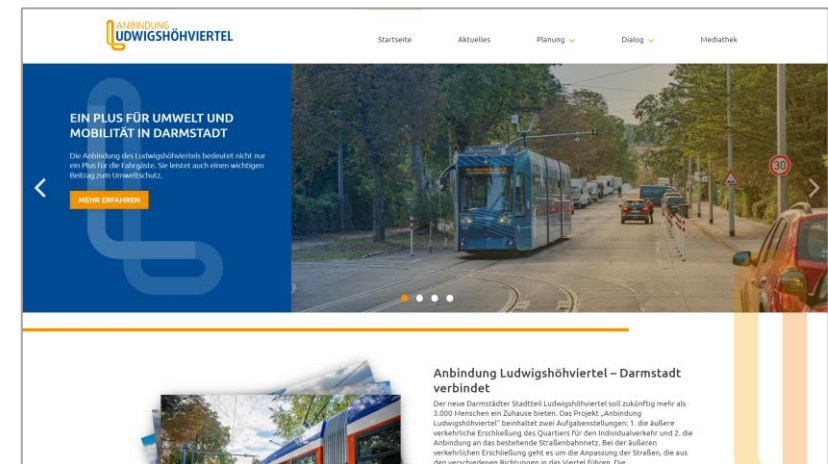 ANBINDUNG
LUDWIGSHÖHVIERTEL
Startseite
Aktuelles
Planung
Dialog
Mediathek
EIN PLUS FÜR UMWELT UND
MOBILITÄT IN DARMSTADT
Die Anbindung des Ludwigshöhviertels bedeutet nicht nur
ein Plus für die Fahrgäste. Sie leistet auch einen wichtigen
Beitrag zum Umweltschutz.
MEHR ERFAHREN
30
Anbindung Ludwigshöhviertel – Darmstadt
verbindet
Der neue Darmstädter Stadtteil Ludwigshöhviertel soll zukünftig mehr als
3.000 Menschen ein Zuhause bieten. Das Projekt „Anbindung
Ludwigshöhviertel" beinhaltet zwei Aufgabenstellungen: 1. die äußere
verkehrliche Erschließung des Quartiers für den Individualverkehr und 2. die
Anbindung an das bestehende Straßenbahnnetz. Bei der äußeren
verkehrlichen Erschließung geht es um die Anpassung der Straßen, die aus
den verschiedenen Richtungen in das Viertel führen. Die